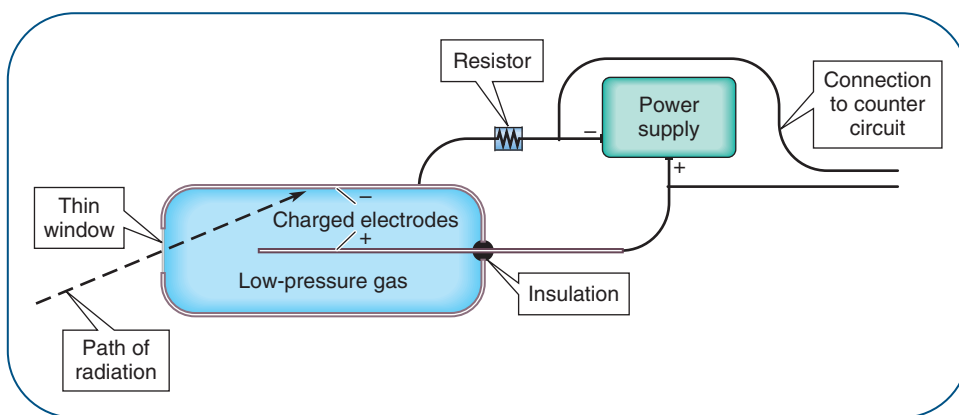 Resistor
Power
supply
−
+
Connection
to counter
circuit
Thin
window
−
Charged electrodes
+
Low-pressure gas
Insulation
Path of
radiation